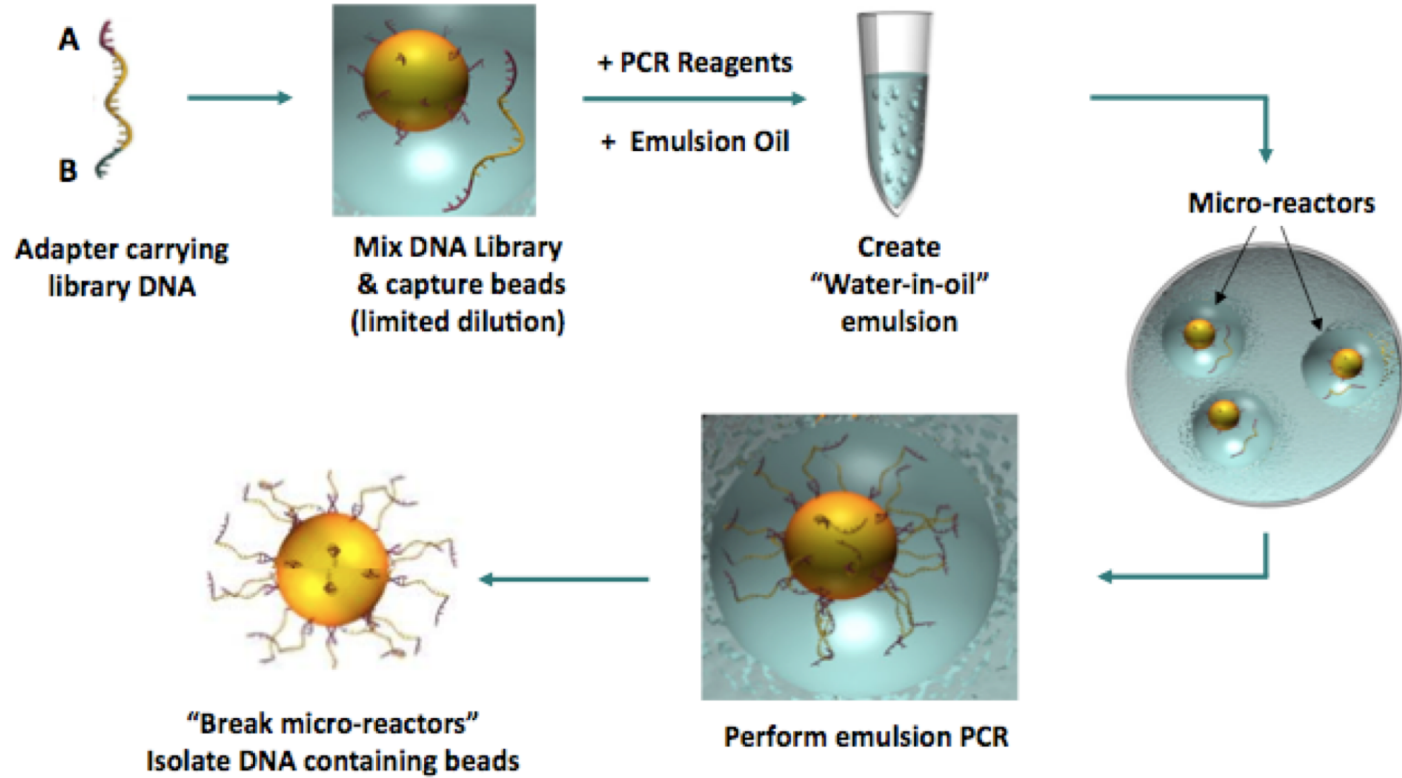 A
B
Adapter carrying
library DNA
Mix DNA Library
& capture beads
(limited dilution)
+ PCR Reagents
+ Emulsion Oil
Create
“Water-in-oil”
emulsion
Micro-reactors
Perform emulsion PCR
“Break micro-reactors”
Isolate DNA containing beads